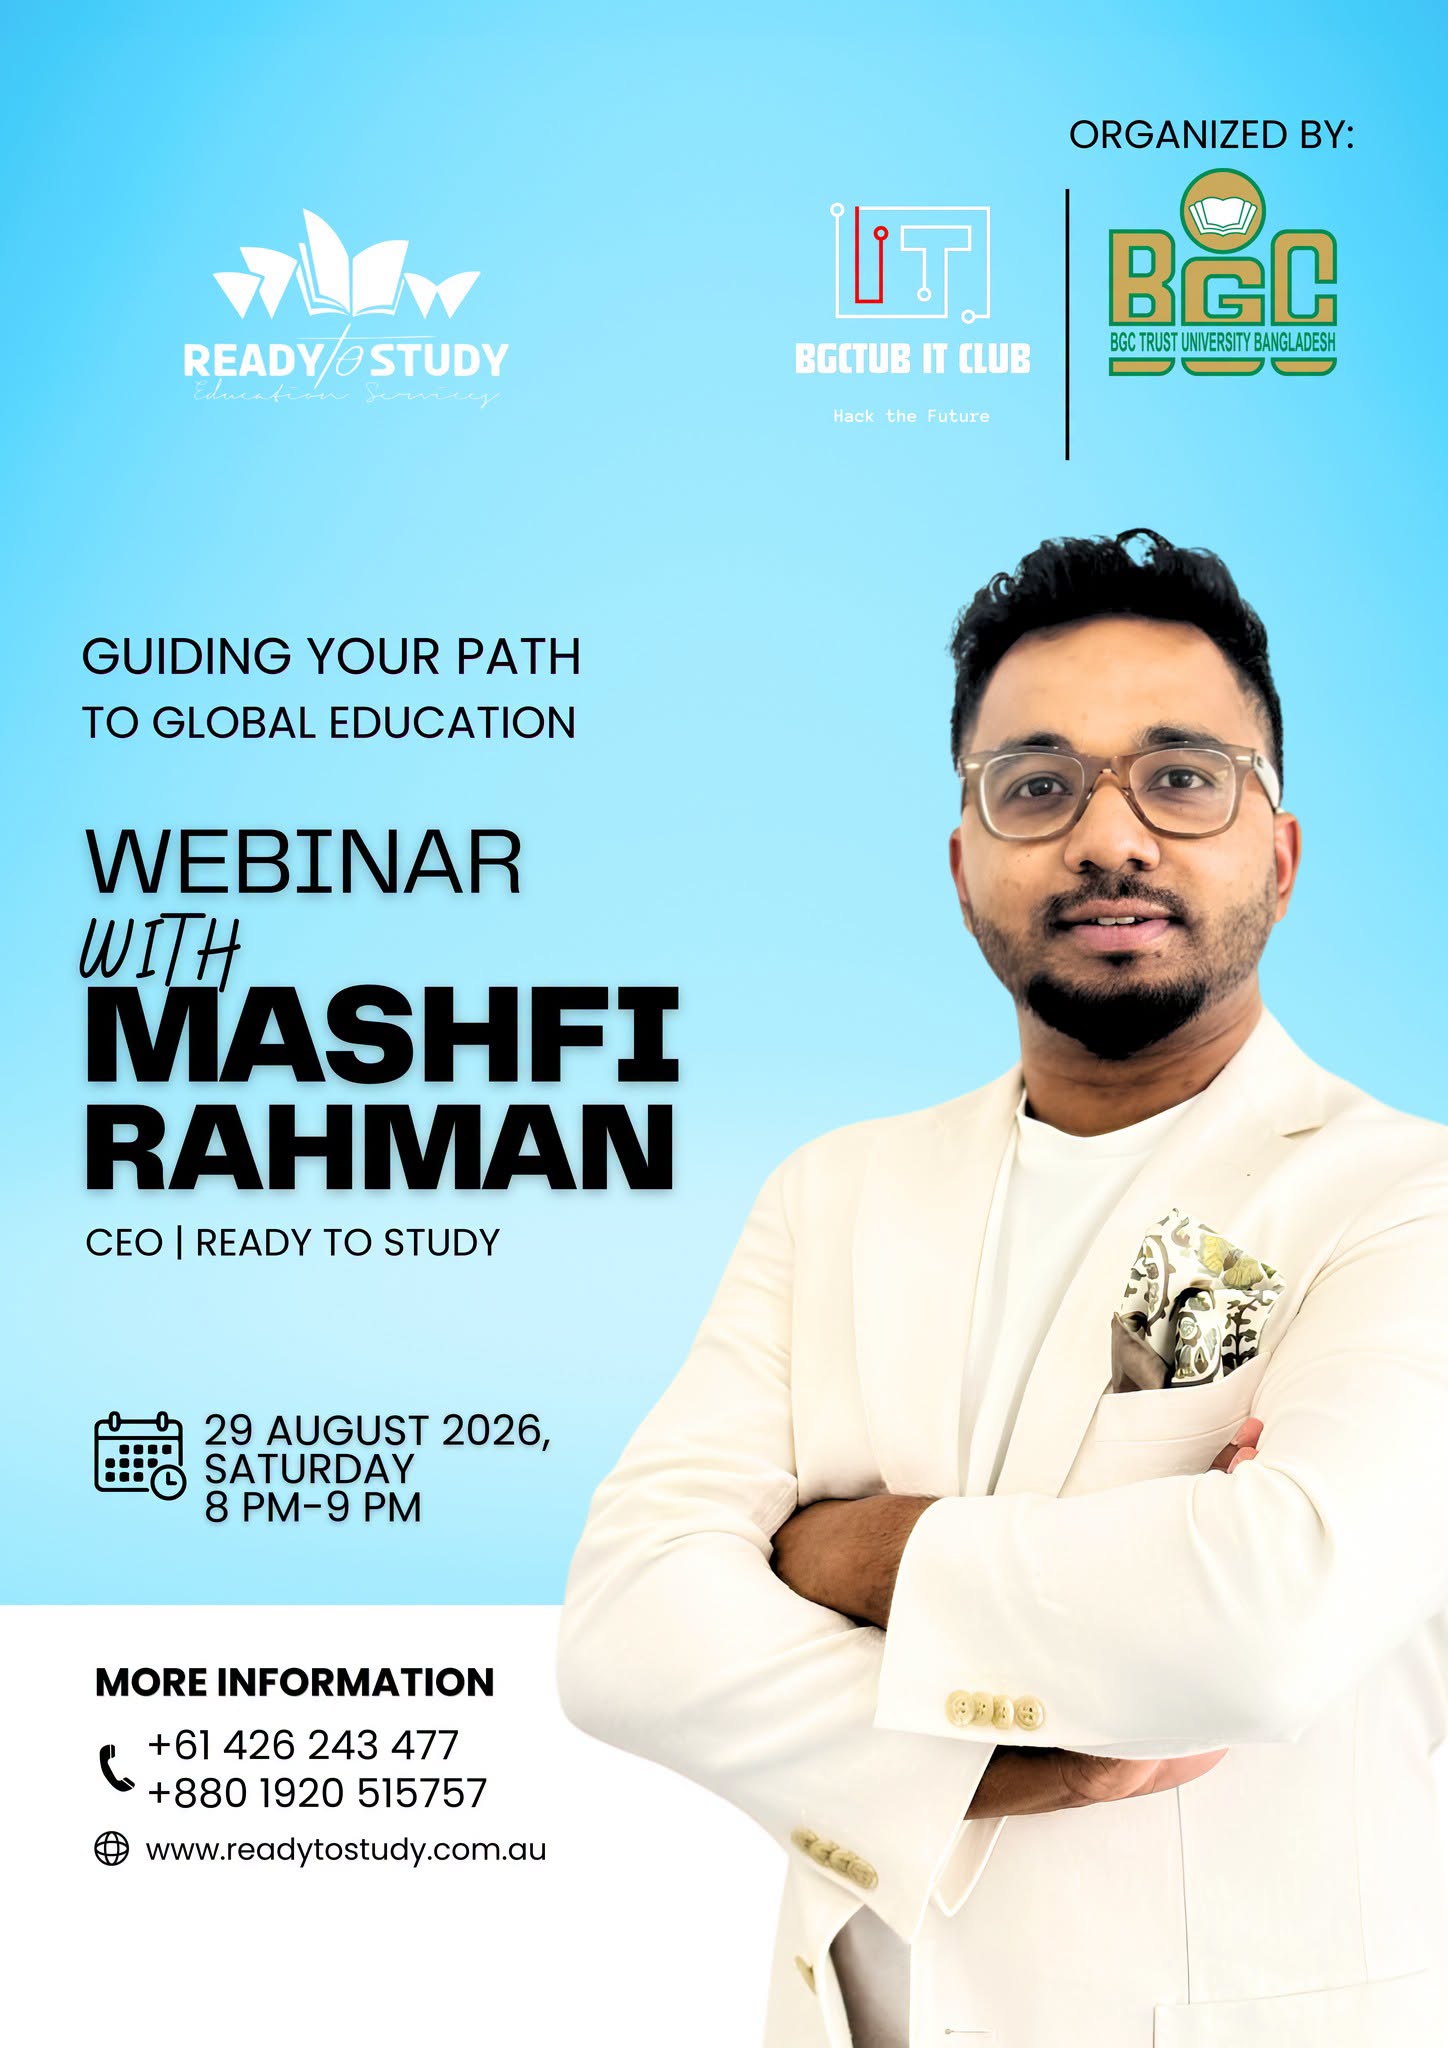 ORGANIZED BY:
READY to STUDY
Education Services
IT
BGCTUB IT CLUB
Hack the Future
BGC
BGC TRUST UNIVERSITY BANGLADESH
GUIDING YOUR PATH
TO GLOBAL EDUCATION
WEBINAR
WITH
MASHFI
RAHMAN
CEO | READY TO STUDY
29 AUGUST 2026,
SATURDAY
8 PM-9 PM
MORE INFORMATION
+61 426 243 477
+880 1920 515757
www.readytostudy.com.au